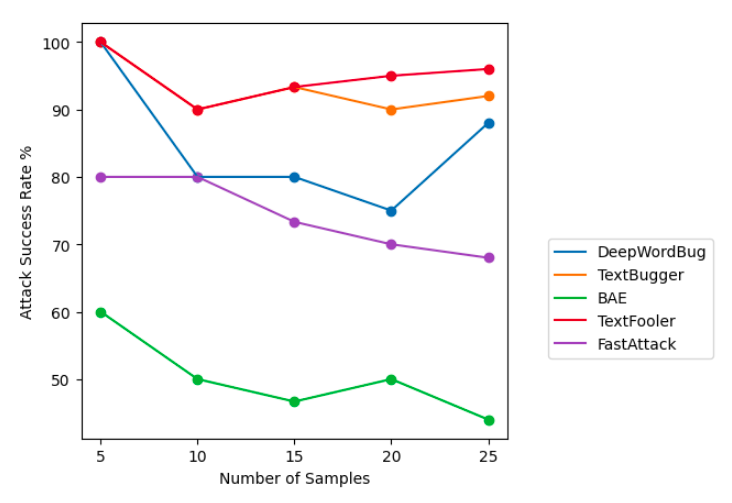 100
90
80
70
60
50
Attack Success Rate %
5 10 15 20 25
Number of Samples
DeepWordBug
TextBugger
BAE
TextFooler
FastAttack